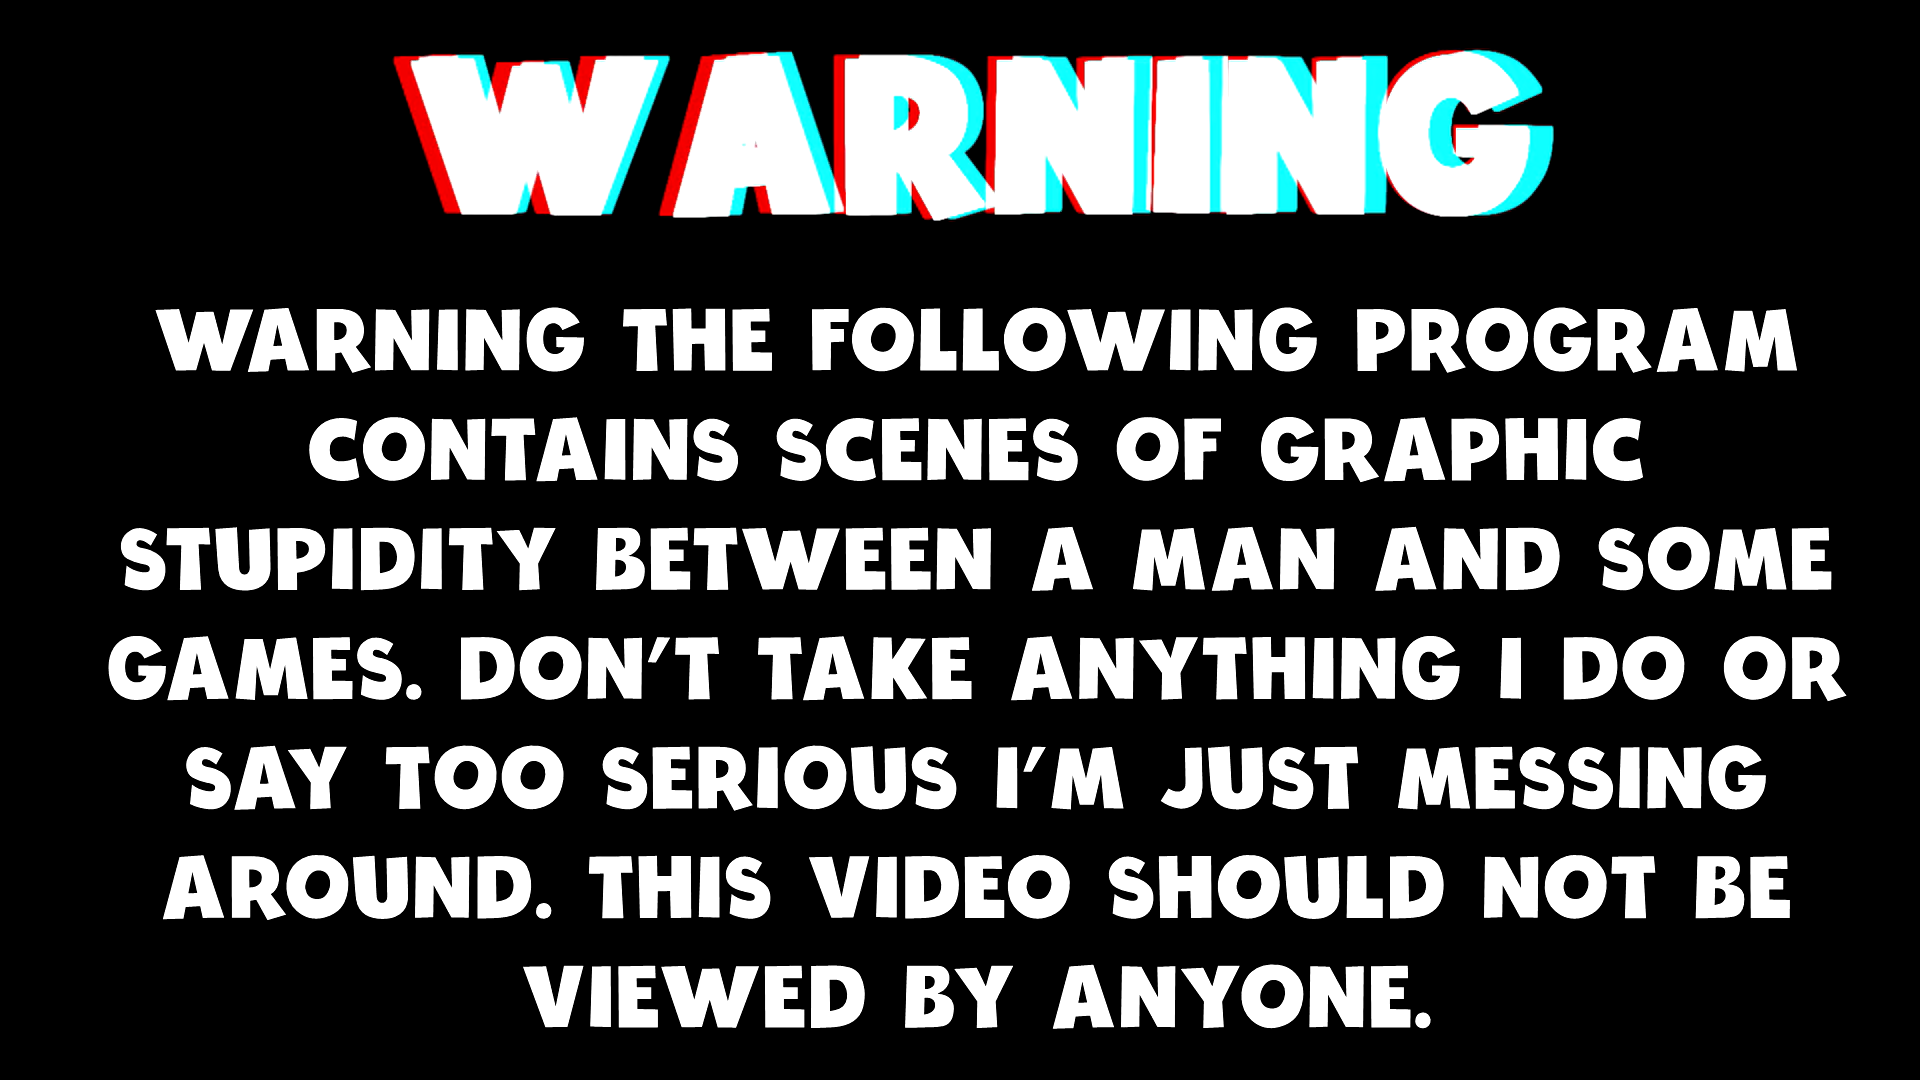 WARNING
WARNING THE FOLLOWING PROGRAM
CONTAINS SCENES OF GRAPHIC
STUPIDITY BETWEEN A MAN AND SOME
GAMES. DON'T TAKE ANYTHING I DO OR
SAY TOO SERIOUS I'M JUST MESSING
AROUND. THIS VIDEO SHOULD NOT BE
VIEWED BY ANYONE.